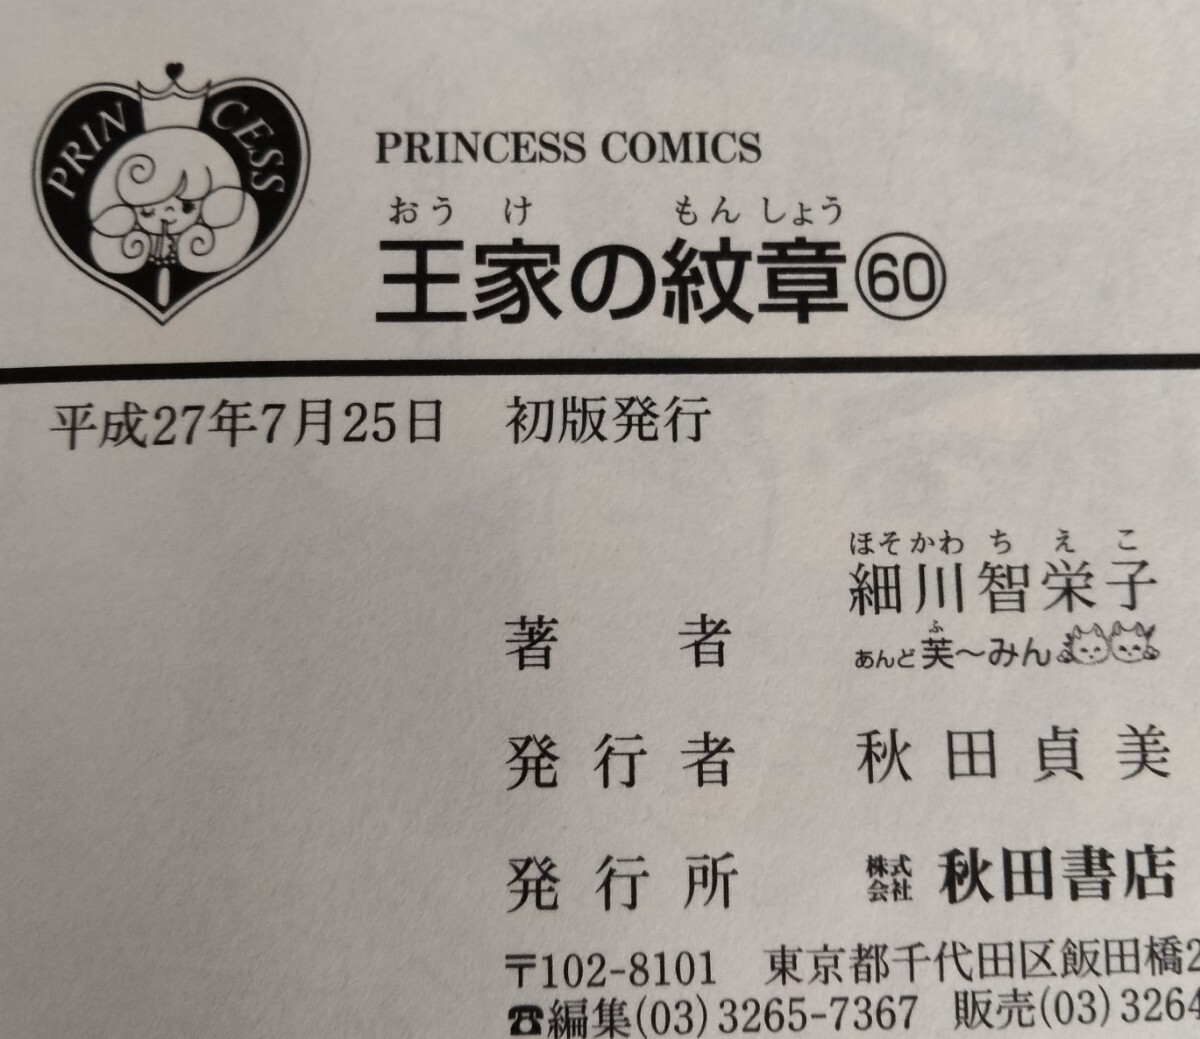 PRINCESS
PRINCESS COMICS
おうけ もんしょう
王家の紋章60
平成27年7月25日 初版発行
ほそかわちえこ
著者 細川智栄子
ふ
あんど芙〜みん
発行者 秋田貞美
発行所 株式会社 秋田書店
〒102-8101 東京都千代田区飯田橋2
☎編集(03)3265-7367 販売(03)3264